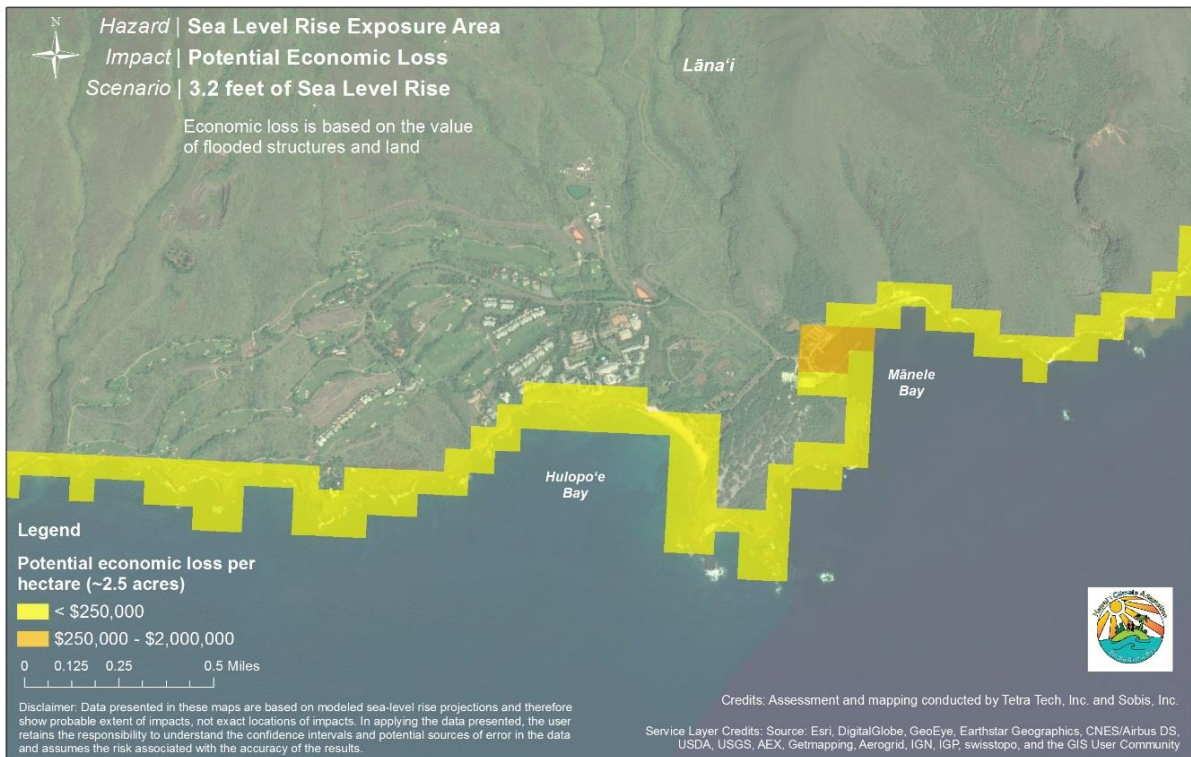 N
Hazard | Sea Level Rise Exposure Area
Impact | Potential Economic Loss
Scenario | 3.2 feet of Sea Level Rise
Economic loss is based on the value
of flooded structures and land
Lānaʻi
Mānele
Bay
Hulopoʻe
Bay
Legend
Potential economic loss per
hectare (~2.5 acres)
< $250,000
$250,000 - $2,000,000
0 0.125 0.25 0.5 Miles
Disclaimer: Data presented in these maps are based on modeled sea-level rise projections and therefore
show probable extent of impacts, not exact locations of impacts. In applying the data presented, the user
retains the responsibility to understand the confidence intervals and potential sources of error in the data
and assumes the risk associated with the accuracy of the results.
Hawaiʻi Climate Adaptation
Credits: Assessment and mapping conducted by Tetra Tech, Inc. and Sobis, Inc.
Service Layer Credits: Source: Esri, DigitalGlobe, GeoEye, Earthstar Geographics, CNES/Airbus DS,
USDA, USGS, AEX, Getmapping, Aerogrid, IGN, IGP, swisstopo, and the GIS User Community